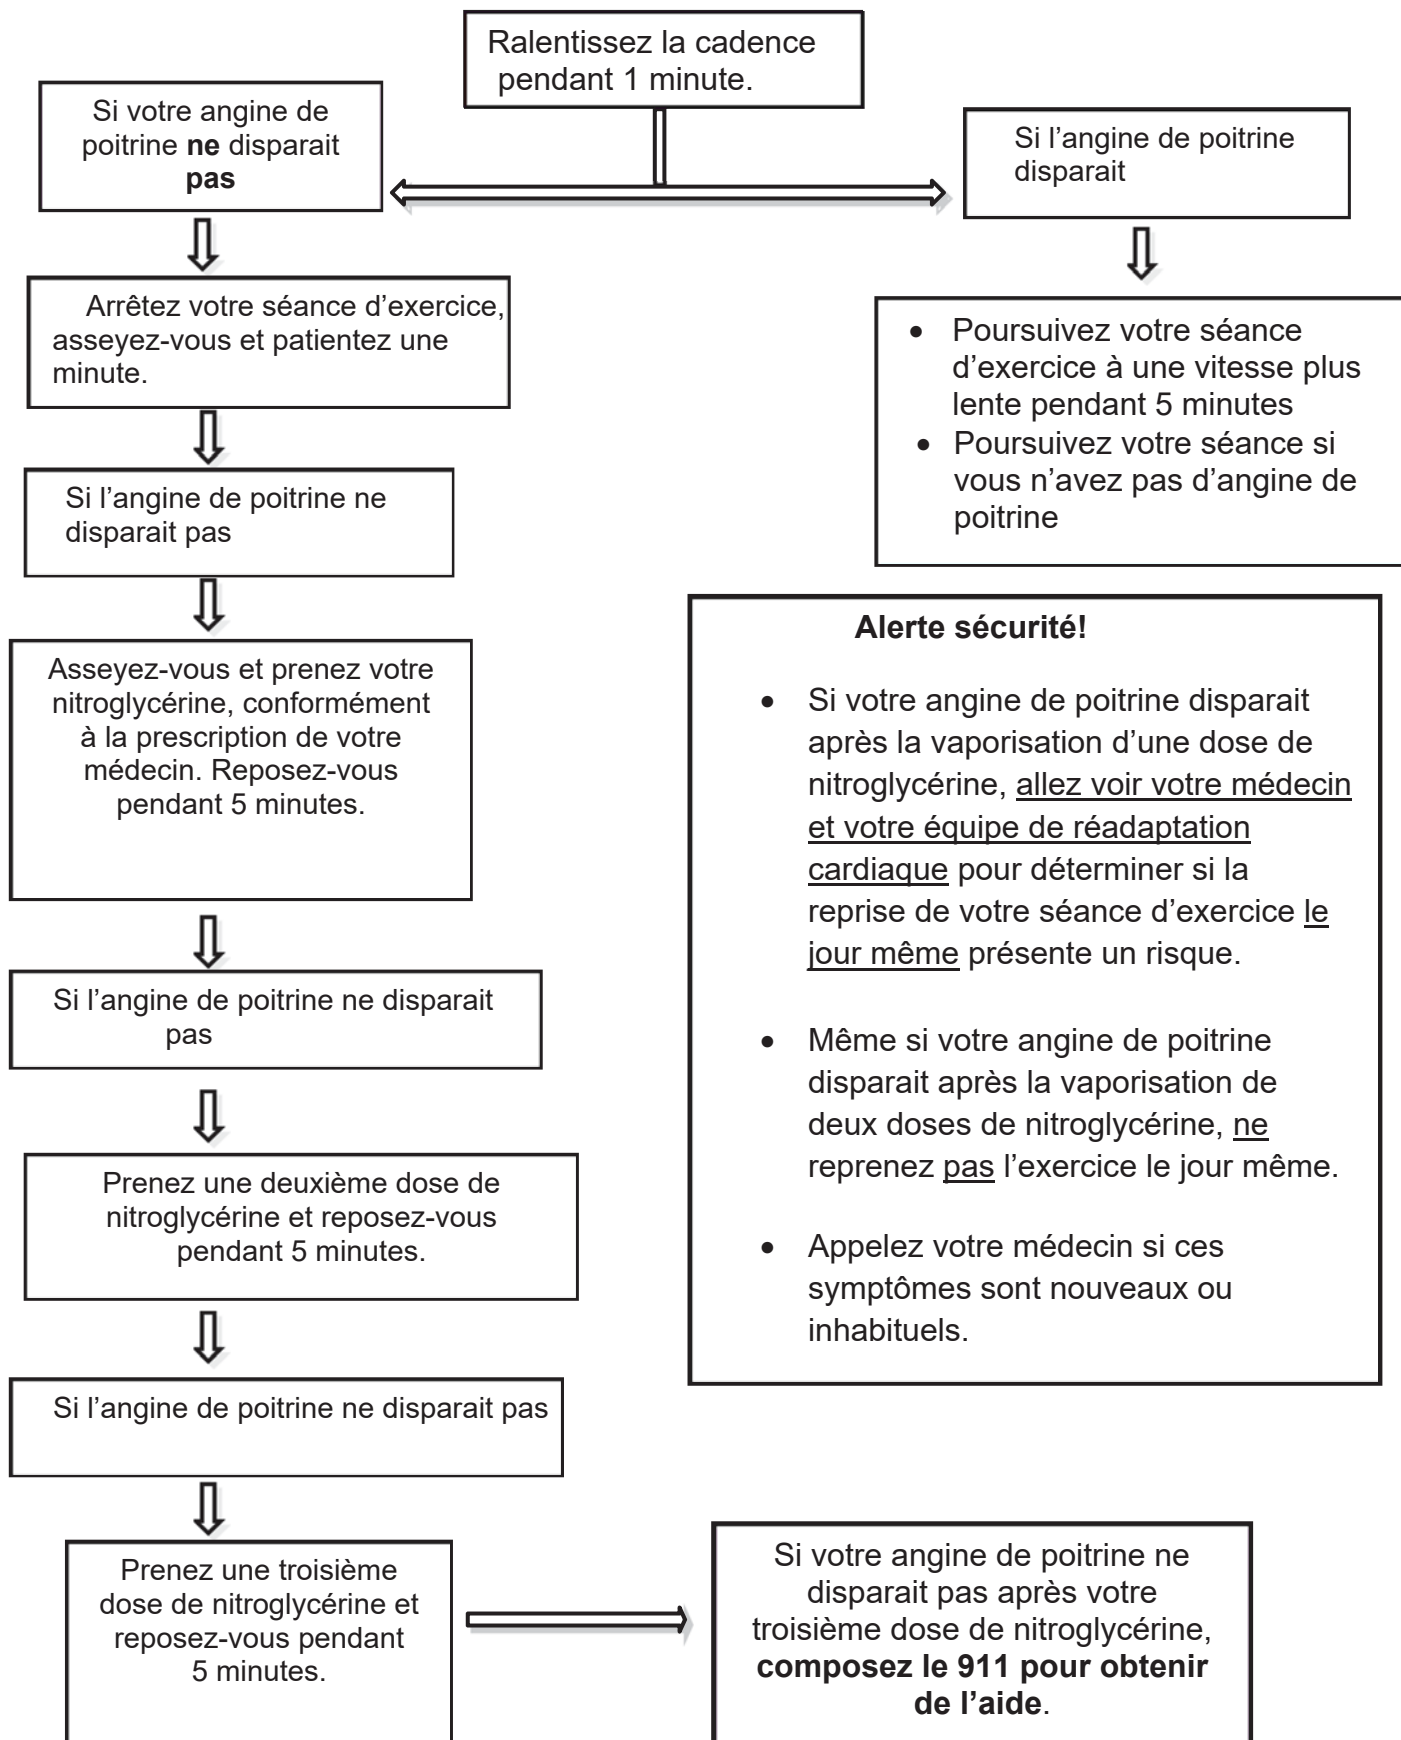 Ralentissez la cadence
pendant 1 minute.
Si votre angine de
poitrine ne disparait
pas
Si l’angine de poitrine
disparait
Arrêtez votre séance d’exercice,
asseyez-vous et patientez une
minute.
• Poursuivez votre séance
d’exercice à une vitesse plus
lente pendant 5 minutes
• Poursuivez votre séance si
vous n’avez pas d’angine de
poitrine
Si l’angine de poitrine ne
disparait pas
Asseyez-vous et prenez votre
nitroglycérine, conformément
à la prescription de votre
médecin. Reposez-vous
pendant 5 minutes.
Si l’angine de poitrine ne disparait
pas
Prenez une deuxième dose de
nitroglycérine et reposez-vous
pendant 5 minutes.
Si l’angine de poitrine ne disparait pas
Prenez une troisième
dose de nitroglycérine et
reposez-vous pendant
5 minutes.
Alerte sécurité!
• Si votre angine de poitrine disparait
après la vaporisation d’une dose de
nitroglycérine, allez voir votre médecin
et votre équipe de réadaptation
cardiaque pour déterminer si la
reprise de votre séance d’exercice le
jour même présente un risque.
• Même si votre angine de poitrine
disparait après la vaporisation de
deux doses de nitroglycérine, ne
reprenez pas l’exercice le jour même.
• Appelez votre médecin si ces
symptômes sont nouveaux ou
inhabituels.
Si votre angine de poitrine ne
disparait pas après votre
troisième dose de nitroglycérine,
composez le 911 pour obtenir
de l’aide.